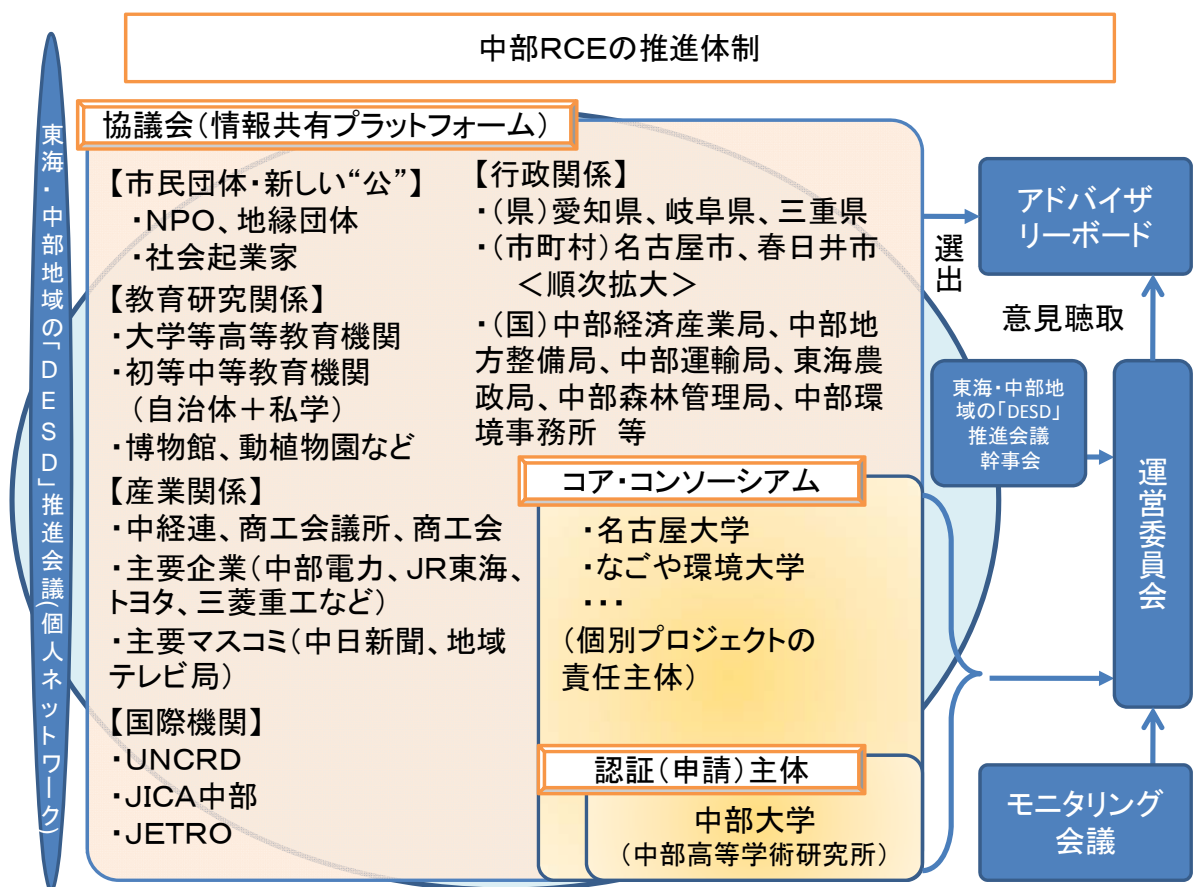 中部RCEの推進体制
東海・中部地域の「DESD」推進会議(個人ネットワーク)
協議会(情報共有プラットフォーム)
【市民団体・新しい“公”】
・NPO、地縁団体
・社会起業家
【教育研究関係】
・大学等高等教育機関
・初等中等教育機関
(自治体+私学)
・博物館、動植物園など
【産業関係】
・中経連、商工会議所、商工会
・主要企業(中部電力、JR東海、
トヨタ、三菱重工など)
・主要マスコミ(中日新聞、地域
テレビ局)
【国際機関】
・UNCRD
・JICA中部
・JETRO
【行政関係】
・(県)愛知県、岐阜県、三重県
・(市町村)名古屋市、春日井市
<順次拡大>
・(国)中部経済産業局、中部地
方整備局、中部運輸局、東海農
政局、中部森林管理局、中部環
境事務所 等
コア・コンソーシアム
・名古屋大学
・なごや環境大学
・・・
(個別プロジェクトの
責任主体)
認証(申請)主体
中部大学
(中部高等学術研究所)
選出
アドバイザ
リーボード
意見聴取
東海・中部地
域の「DESD」
推進会議
幹事会
運営委員会
モニタリング
会議